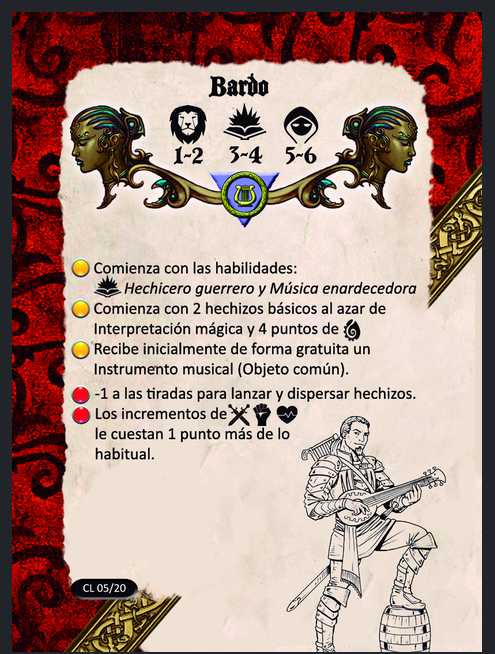 Bardo
1~2 3~4 5~6
Comienza con las habilidades:
Hechicero guerrero y Música enardecedora
Comienza con 2 hechizos básicos al azar de
Interpretación mágica y 4 puntos de
Recibe inicialmente de forma gratuita un
Instrumento musical (Objeto común).
-1 a las tiradas para lanzar y dispersar hechizos.
Los incrementos de
le cuestan 1 punto más de lo
habitual.
CL 05/20